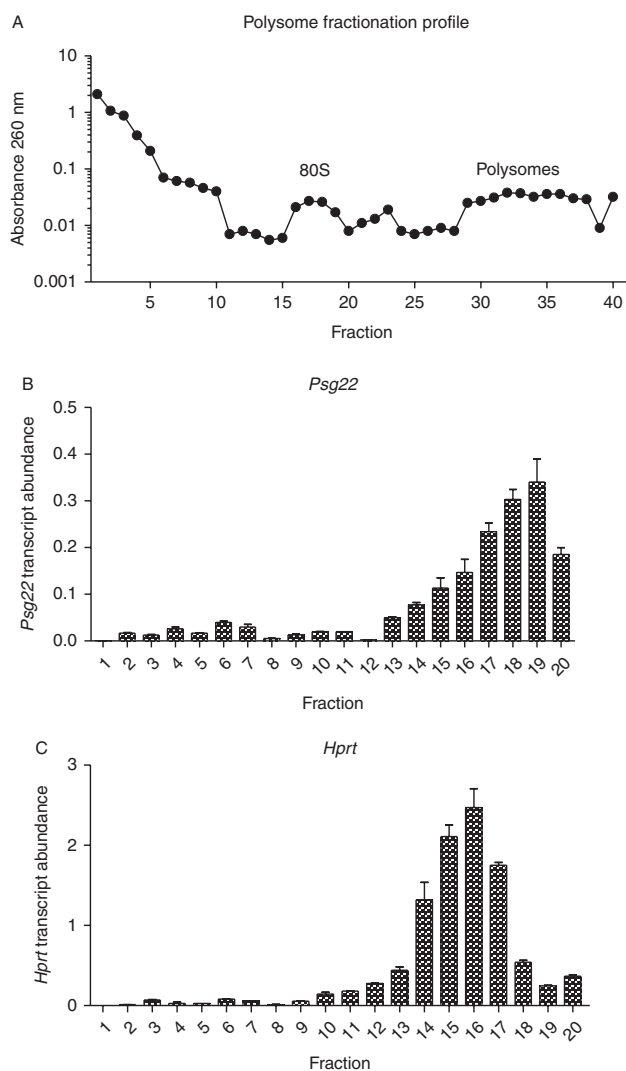 A
Polysome fractionation profile
10
1
0.1
0.01
0.001
Absorbance 260 nm
80S
Polysomes
5 10 15 20 25 30 35 40
Fraction
B
Psg22
0.5
0.4
0.3
0.2
0.1
0.0
Psg22 transcript abundance
1 2 3 4 5 6 7 8 9 10 11 12 13 14 15 16 17 18 19 20
Fraction
C
Hprt
3
2
1
0
Hprt transcript abundance
1 2 3 4 5 6 7 8 9 10 11 12 13 14 15 16 17 18 19 20
Fraction